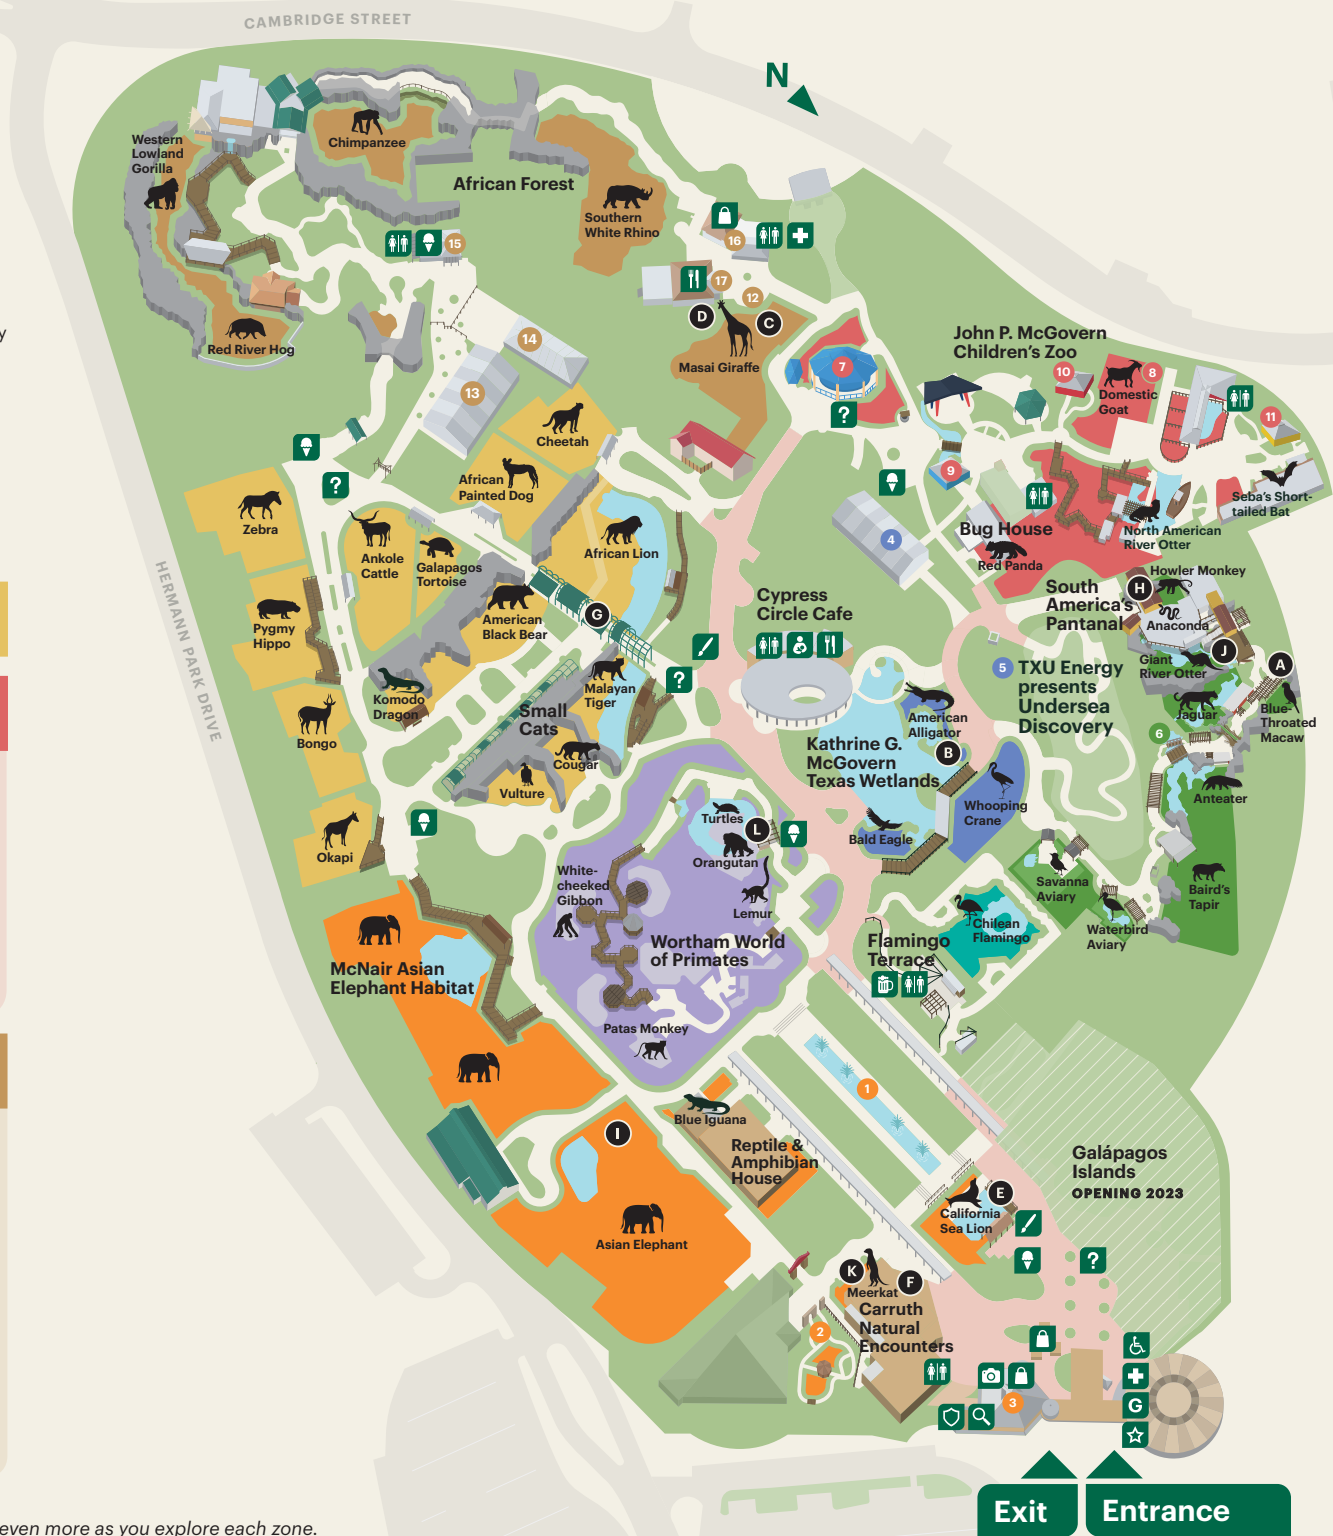 CAMBRIDGE STREET
N
Western
Lowland
Gorilla
Chimpanzee
African Forest
Southern
White Rhino
16
15
17
12
D
C
y
Red River Hog
14
Masai Giraffe
7
?
John P. McGovern
Children's Zoo
10
8
Domestic
Goat
11
13
Cheetah
African
Painted Dog
?
9
Seba's Short-
tailed Bat
Zebra
Ankole
Cattle
Galapagos
Tortoise
African Lion
4
Bug House
Red Panda
North American
River Otter
HERMANN PARK DRIVE
Pygmy
Hippo
American
Black Bear
G
Cypress
Circle Cafe
South
America's
Pantanal
H
Howler Monkey
Anaconda
J
Giant
River Otter
A
Blue-
Throated
Macaw
Jaguar
6
Anteater
Komodo
Dragon
Malayan
Tiger
?
Small
Cats
Cougar
Vulture
Bongo
5
TXU Energy
presents
Undersea
Discovery
American
Alligator
B
Kathrine G.
McGovern
Texas Wetlands
Whooping
Crane
Bald Eagle
Okapi
Turtles
L
Orangutan
White-
cheeked
Gibbon
Lemur
Wortham World
of Primates
Patas Monkey
Savanna
Aviary
Waterbird
Aviary
Baird's
Tapir
Chilean
Flamingo
Flamingo
Terrace
McNair Asian
Elephant Habitat
1
Blue Iguana
I
Reptile &
Amphibian
House
Galápagos
Islands
OPENING 2023
E
California
Sea Lion
?
Asian Elephant
K
F
Meerkat
Carruth
Natural
Encounters
2
3
G
Exit
Entrance
even more as you explore each zone.